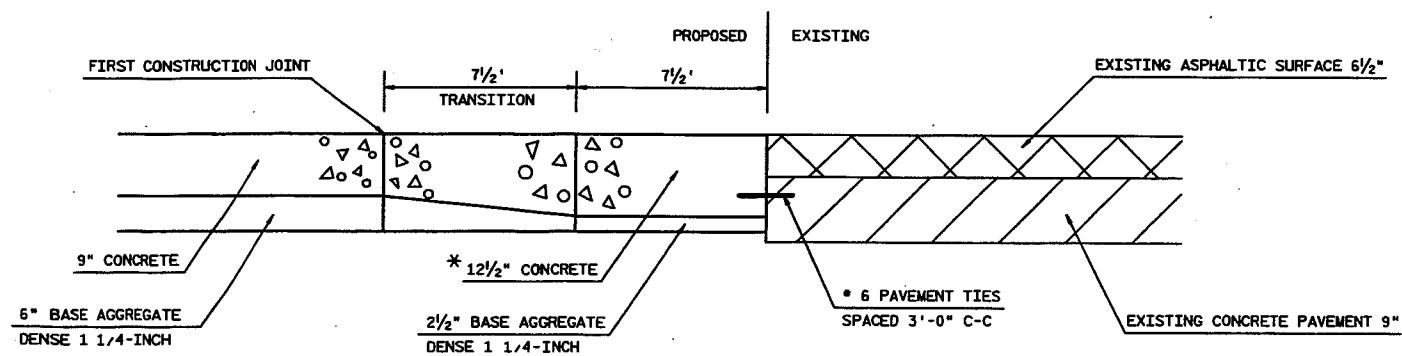 PROPOSED
EXISTING
FIRST CONSTRUCTION JOINT
7½'
TRANSITION
7½'
EXISTING ASPHALTIC SURFACE 6½"
9" CONCRETE
* 12½" CONCRETE
6" BASE AGGREGATE
DENSE 1 1/4-INCH
2½" BASE AGGREGATE
DENSE 1 1/4-INCH
* 6 PAVEMENT TIES
SPACED 3'-0" C-C
EXISTING CONCRETE PAVEMENT 9"